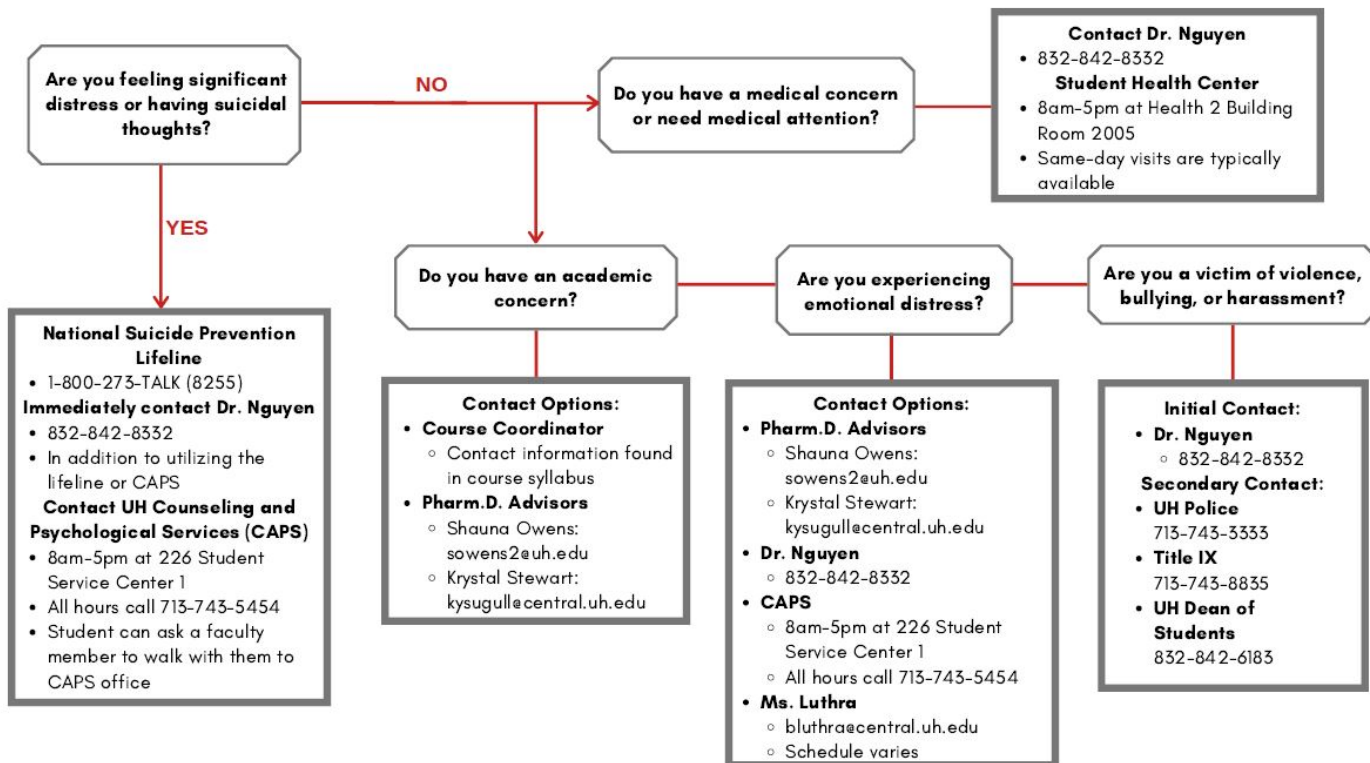 Are you feeling significant
distress or having suicidal
thoughts?
NO
YES
Do you have a medical concern
or need medical attention?
Contact Dr. Nguyen
• 832-842-8332
Student Health Center
• 8am-5pm at Health 2 Building
Room 2005
• Same-day visits are typically
available
National Suicide Prevention
Lifeline
• 1-800-273-TALK (8255)
Immediately contact Dr. Nguyen
• 832-842-8332
• In addition to utilizing the
lifeline or CAPS
Contact UH Counseling and
Psychological Services (CAPS)
• 8am-5pm at 226 Student
Service Center 1
• All hours call 713-743-5454
• Student can ask a faculty
member to walk with them to
CAPS office
Do you have an academic
concern?
Contact Options:
• Course Coordinator
○ Contact information found
in course syllabus
• Pharm.D. Advisors
○ Shauna Owens:
sowens2@uh.edu
○ Krystal Stewart:
kysugull@central.uh.edu
Are you experiencing
emotional distress?
Contact Options:
• Pharm.D. Advisors
○ Shauna Owens:
sowens2@uh.edu
○ Krystal Stewart:
kysugull@central.uh.edu
• Dr. Nguyen
○ 832-842-8332
• CAPS
○ 8am-5pm at 226 Student
Service Center 1
○ All hours call 713-743-5454
• Ms. Luthra
○ bluthra@central.uh.edu
○ Schedule varies
Are you a victim of violence,
bullying, or harassment?
Initial Contact:
• Dr. Nguyen
○ 832-842-8332
Secondary Contact:
• UH Police
713-743-3333
• Title IX
713-743-8835
• UH Dean of
Students
832-842-6183